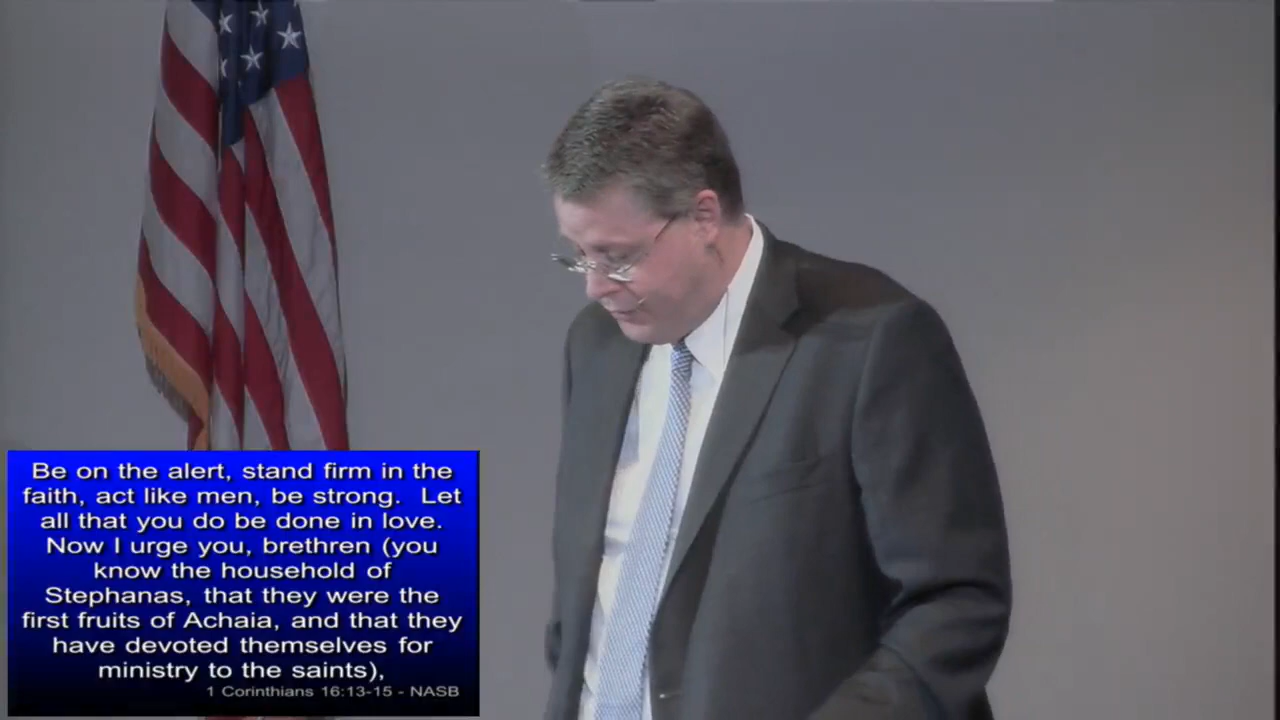 Be on the alert, stand firm in the
faith, act like men, be strong.  Let
all that you do be done in love.
Now I urge you, brethren (you
know the household of
Stephanas, that they were the
first fruits of Achaia, and that they
have devoted themselves for
ministry to the saints),
1 Corinthians 16:13-15 - NASB